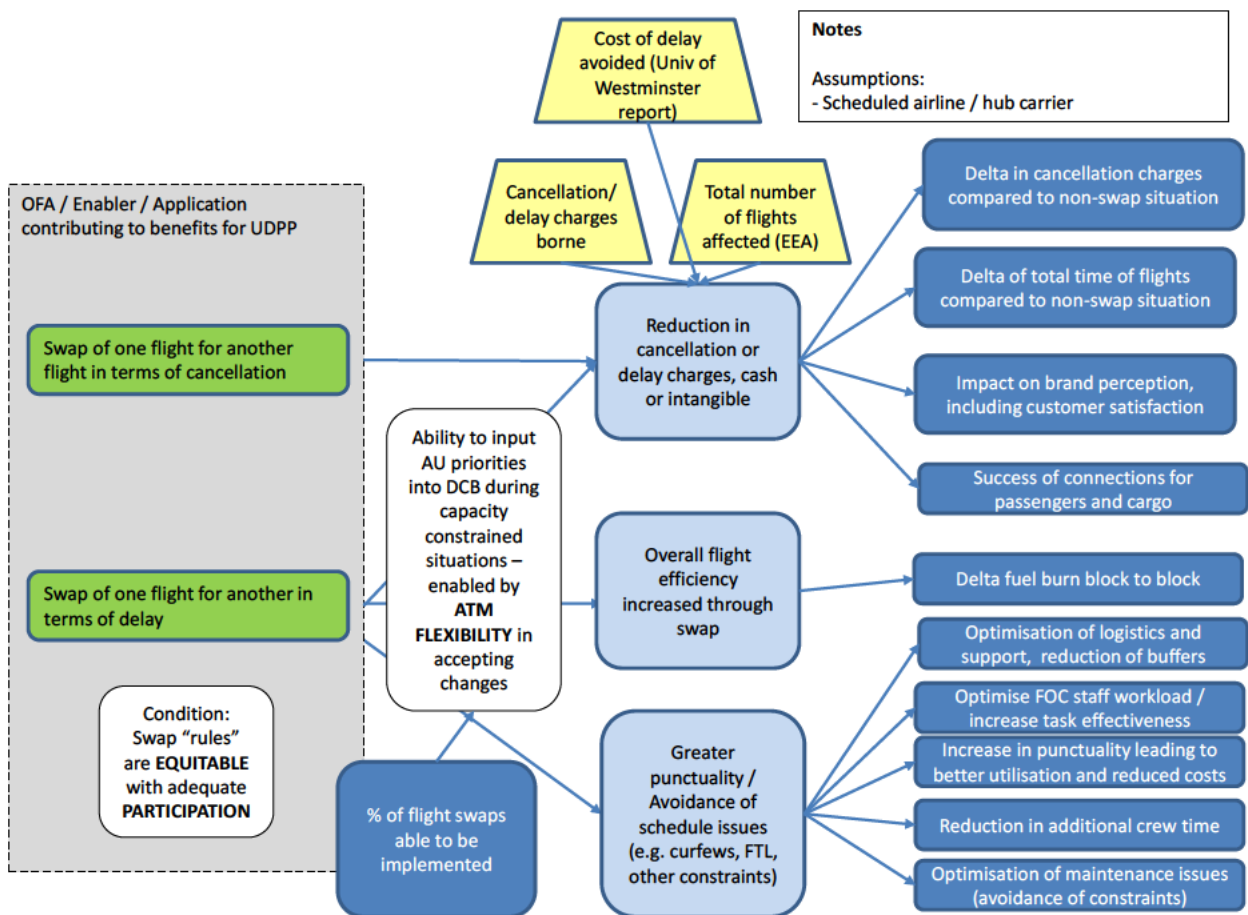 Cost of delay
avoided (Univ of
Westminster
report)
Notes
Assumptions:
- Scheduled airline / hub carrier
Cancellation/
delay charges
borne
Total number
of flights
affected (EEA)
OFA / Enabler / Application
contributing to benefits for UDPP
Swap of one flight for another
flight in terms of cancellation
Swap of one flight for another in
terms of delay
Condition:
Swap “rules”
are EQUITABLE
with adequate
PARTICIPATION
Ability to input
AU priorities
into DCB during
capacity
constrained
situations –
enabled by
ATM
FLEXIBILITY in
accepting
changes
% of flight swaps
able to be
implemented
Reduction in
cancellation or
delay charges, cash
or intangible
Overall flight
efficiency
increased through
swap
Greater
punctuality /
Avoidance of
schedule issues
(e.g. curfews, FTL,
other constraints)
Delta in cancellation charges
compared to non-swap situation
Delta of total time of flights
compared to non-swap situation
Impact on brand perception,
including customer satisfaction
Success of connections for
passengers and cargo
Delta fuel burn block to block
Optimisation of logistics and
support, reduction of buffers
Optimise FOC staff workload /
increase task effectiveness
Increase in punctuality leading to
better utilisation and reduced costs
Reduction in additional crew time
Optimisation of maintenance issues
(avoidance of constraints)